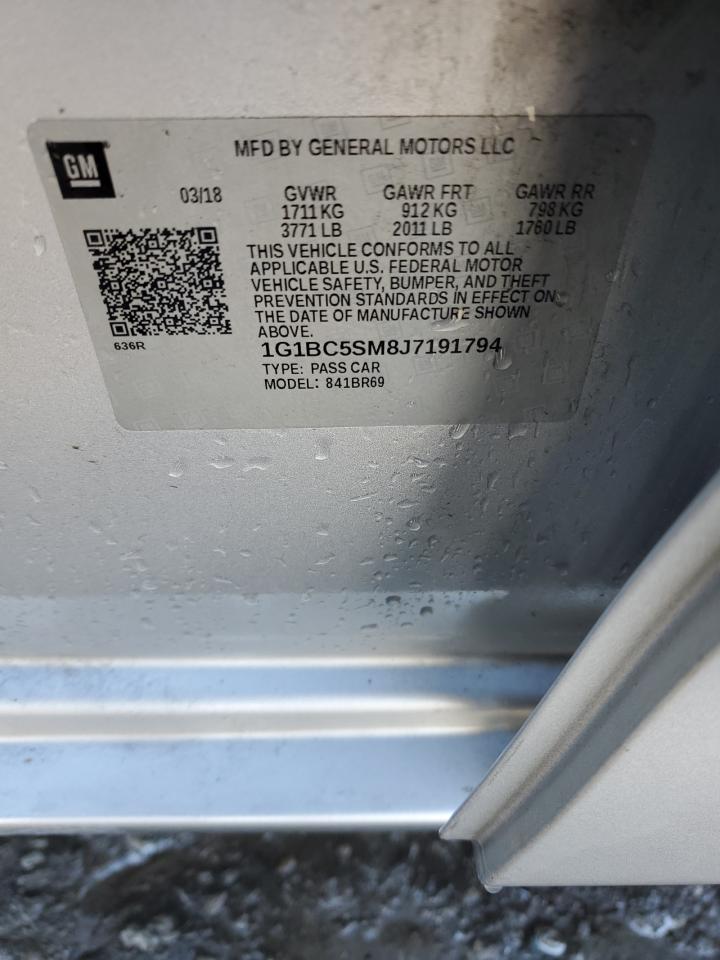 GM
MFD BY GENERAL MOTORS LLC
03/18 GVWR GAWR FRT GAWR RR
1711 KG 912 KG 798 KG
3771 LB 2011 LB 1760 LB
THIS VEHICLE CONFORMS TO ALL
APPLICABLE U.S. FEDERAL MOTOR
VEHICLE SAFETY, BUMPER, AND THEFT
PREVENTION STANDARDS IN EFFECT ON
THE DATE OF MANUFACTURE SHOWN
ABOVE.
636R
1G1BC5SM8J7191794
TYPE: PASS CAR
MODEL: 841BR69